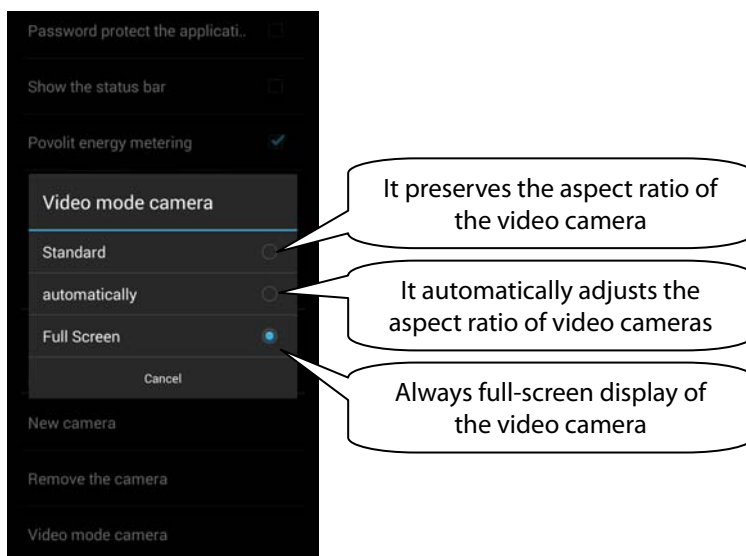 Password protect the applicati..
Show the status bar
Povolit energy metering
Video mode camera
Standard
automatically
Full Screen
Cancel
New camera
Remove the camera
Video mode camera
It preserves the aspect ratio of
the video camera
It automatically adjusts the
aspect ratio of video cameras
Always full-screen display of
the video camera